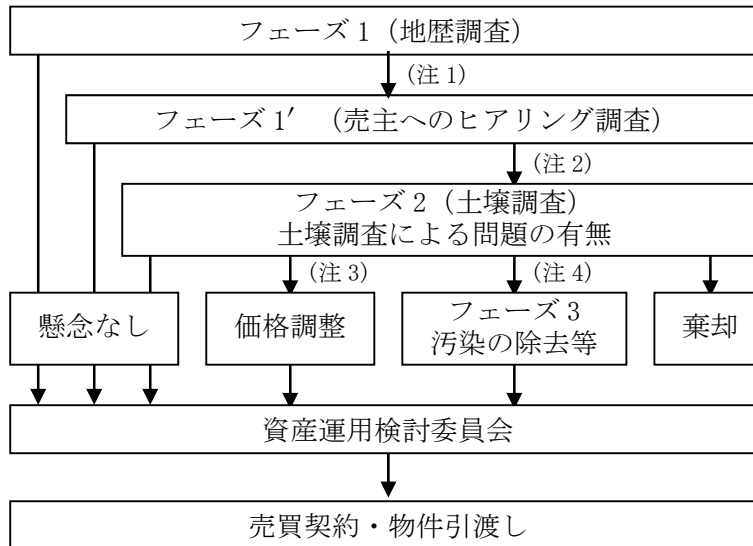 フェーズ 1（地歴調査）
（注 1）
フェーズ 1′ （売主へのヒアリング調査）
（注 2）
フェーズ 2（土壌調査）
土壌調査による問題の有無
（注 3）
（注 4）
懸念なし
価格調整
フェーズ 3
汚染の除去等
棄却
資産運用検討委員会
売買契約・物件引渡し